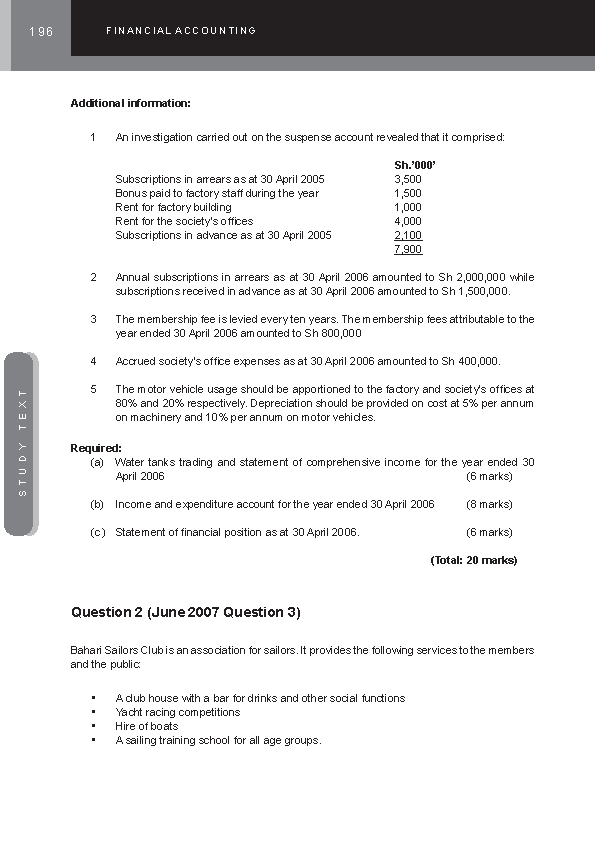 196
FINANCIAL ACCOUNTING
Additional information:
1 An investigation carried out on the suspense account revealed that it comprised:
Sh.’000’
Subscriptions in arrears as at 30 April 2005 3,500
Bonus paid to factory staff during the year 1,500
Rent for factory building 1,000
Rent for the society’s offices 4,000
Subscriptions in advance as at 30 April 2005 2,100
7,900
2 Annual subscriptions in arrears as at 30 April 2006 amounted to Sh 2,000,000 while
subscriptions received in advance as at 30 April 2006 amounted to Sh 1,500,000.
3 The membership fee is levied every ten years. The membership fees attributable to the
year ended 30 April 2006 amounted to Sh 800,000
4 Accrued society’s office expenses as at 30 April 2006 amounted to Sh 400,000.
5 The motor vehicle usage should be apportioned to the factory and society’s offices at
80% and 20% respectively. Depreciation should be provided on cost at 5% per annum
on machinery and 10% per annum on motor vehicles.
STUDY TEXT
Required:
(a) Water tanks trading and statement of comprehensive income for the year ended 30
April 2006 (6 marks)
(b) Income and expenditure account for the year ended 30 April 2006 (8 marks)
(c) Statement of financial position as at 30 April 2006. (6 marks)
(Total: 20 marks)
Question 2 (June 2007 Question 3)
Bahari Sailors Club is an association for sailors. It provides the following services to the members
and the public:
• A club house with a bar for drinks and other social functions
• Yacht racing competitions
• Hire of boats
• A sailing training school for all age groups.